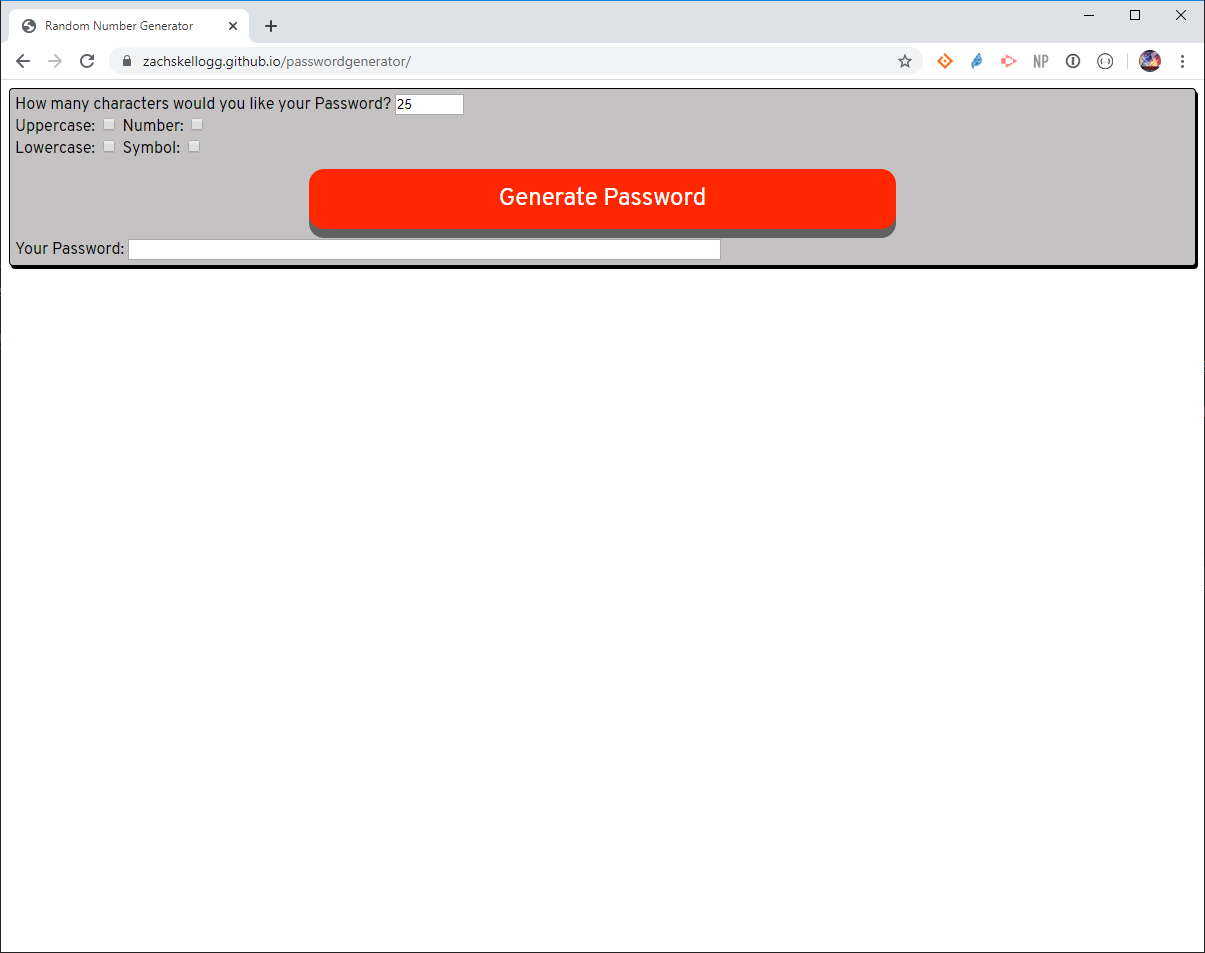 Random Number Generator
zachskellogg.github.io/passwordgenerator/
NP
How many characters would you like your Password? 25
Uppercase: Number:
Lowercase: Symbol:
Generate Password
Your Password: